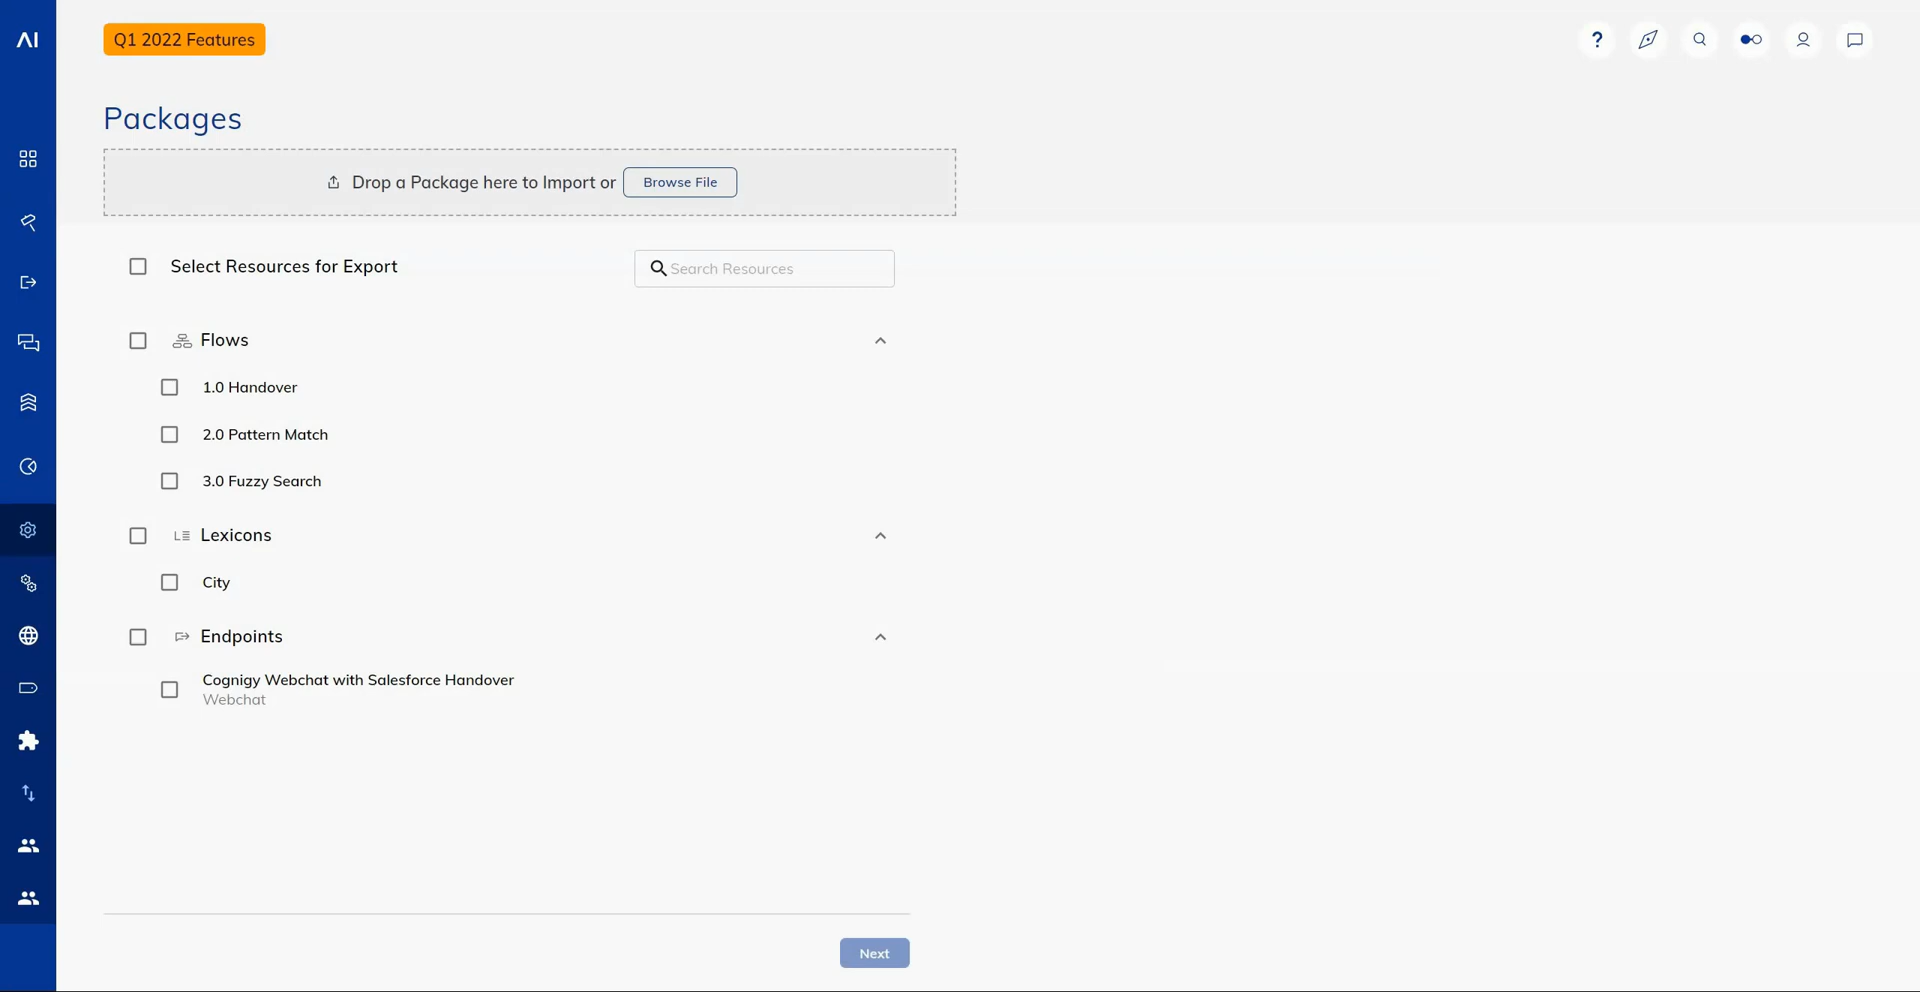 AI
Q1 2022 Features
?
Packages
Drop a Package here to Import or Browse File
Select Resources for Export
Search Resources
Flows
1.0 Handover
2.0 Pattern Match
3.0 Fuzzy Search
Lexicons
City
Endpoints
Cognigy Webchat with Salesforce Handover
Webchat
Next